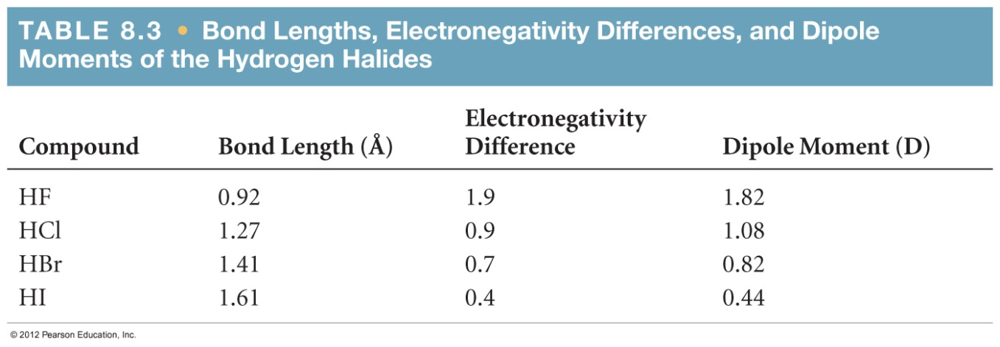 TABLE 8.3 • Bond Lengths, Electronegativity Differences, and Dipole
Moments of the Hydrogen Halides
Compound Bond Length (Å) Electronegativity Difference Dipole Moment (D)
HF 0.92 1.9 1.82
HCl 1.27 0.9 1.08
HBr 1.41 0.7 0.82
HI 1.61 0.4 0.44
© 2012 Pearson Education, Inc.